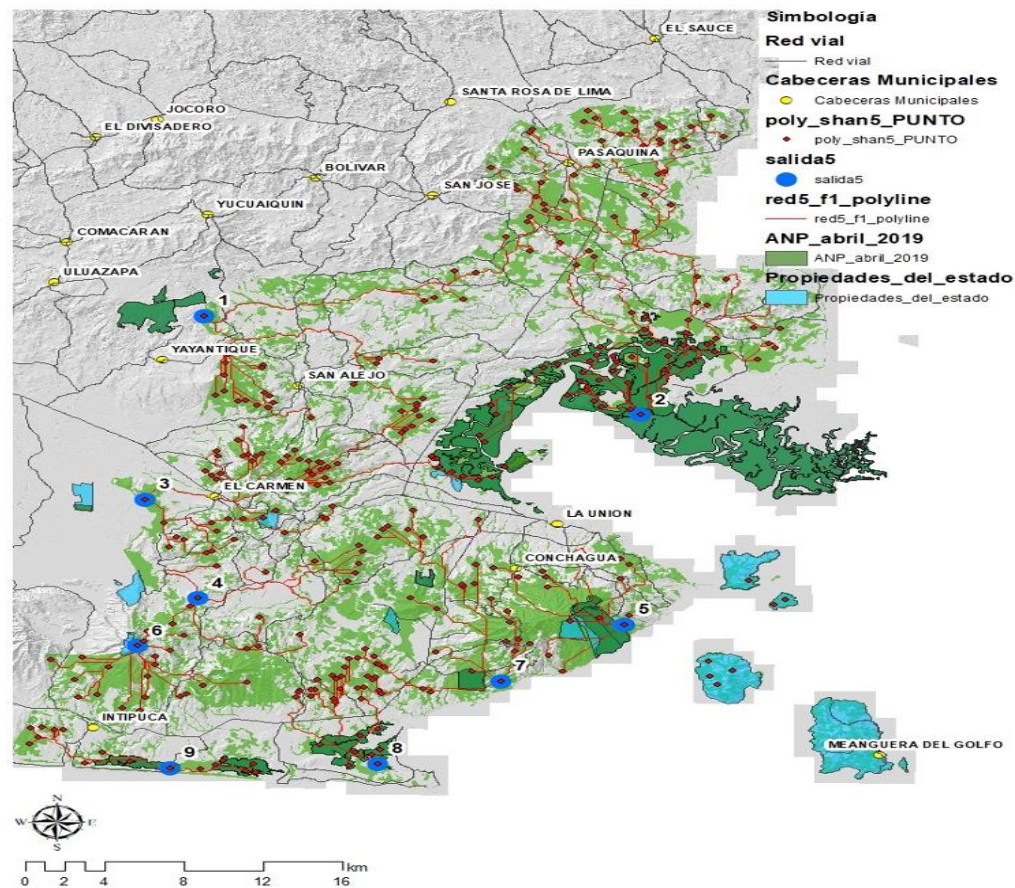 Simbología
Red vial
Red vial
Cabeceras Municipales
Cabeceras Municipales
poly_shan5_PUNTO
poly_shan5_PUNTO
salida5
salida5
red5_f1_polyline
red5_f1_polyline
ANP_abril_2019
ANP_abril_2019
Propiedades_del_estado
Propiedades_del_estado
EL SAUCE
SANTA ROSA DE LIMA
JOCORO
EL DIVISADERO
PASAQUINA
BOLIVAR
SAN JOSE
YUCUAIQUIN
COMACARAN
ULUAZAPA
1
YAYANTIQUE
SAN ALEJO
2
3
EL CARMEN
LA UNION
CONCHAGUA
4
5
6
7
INTIPUCA
MEANGUERA DEL GOLFO
8
9
N
W E
S
km
0 2 4 8 12 16